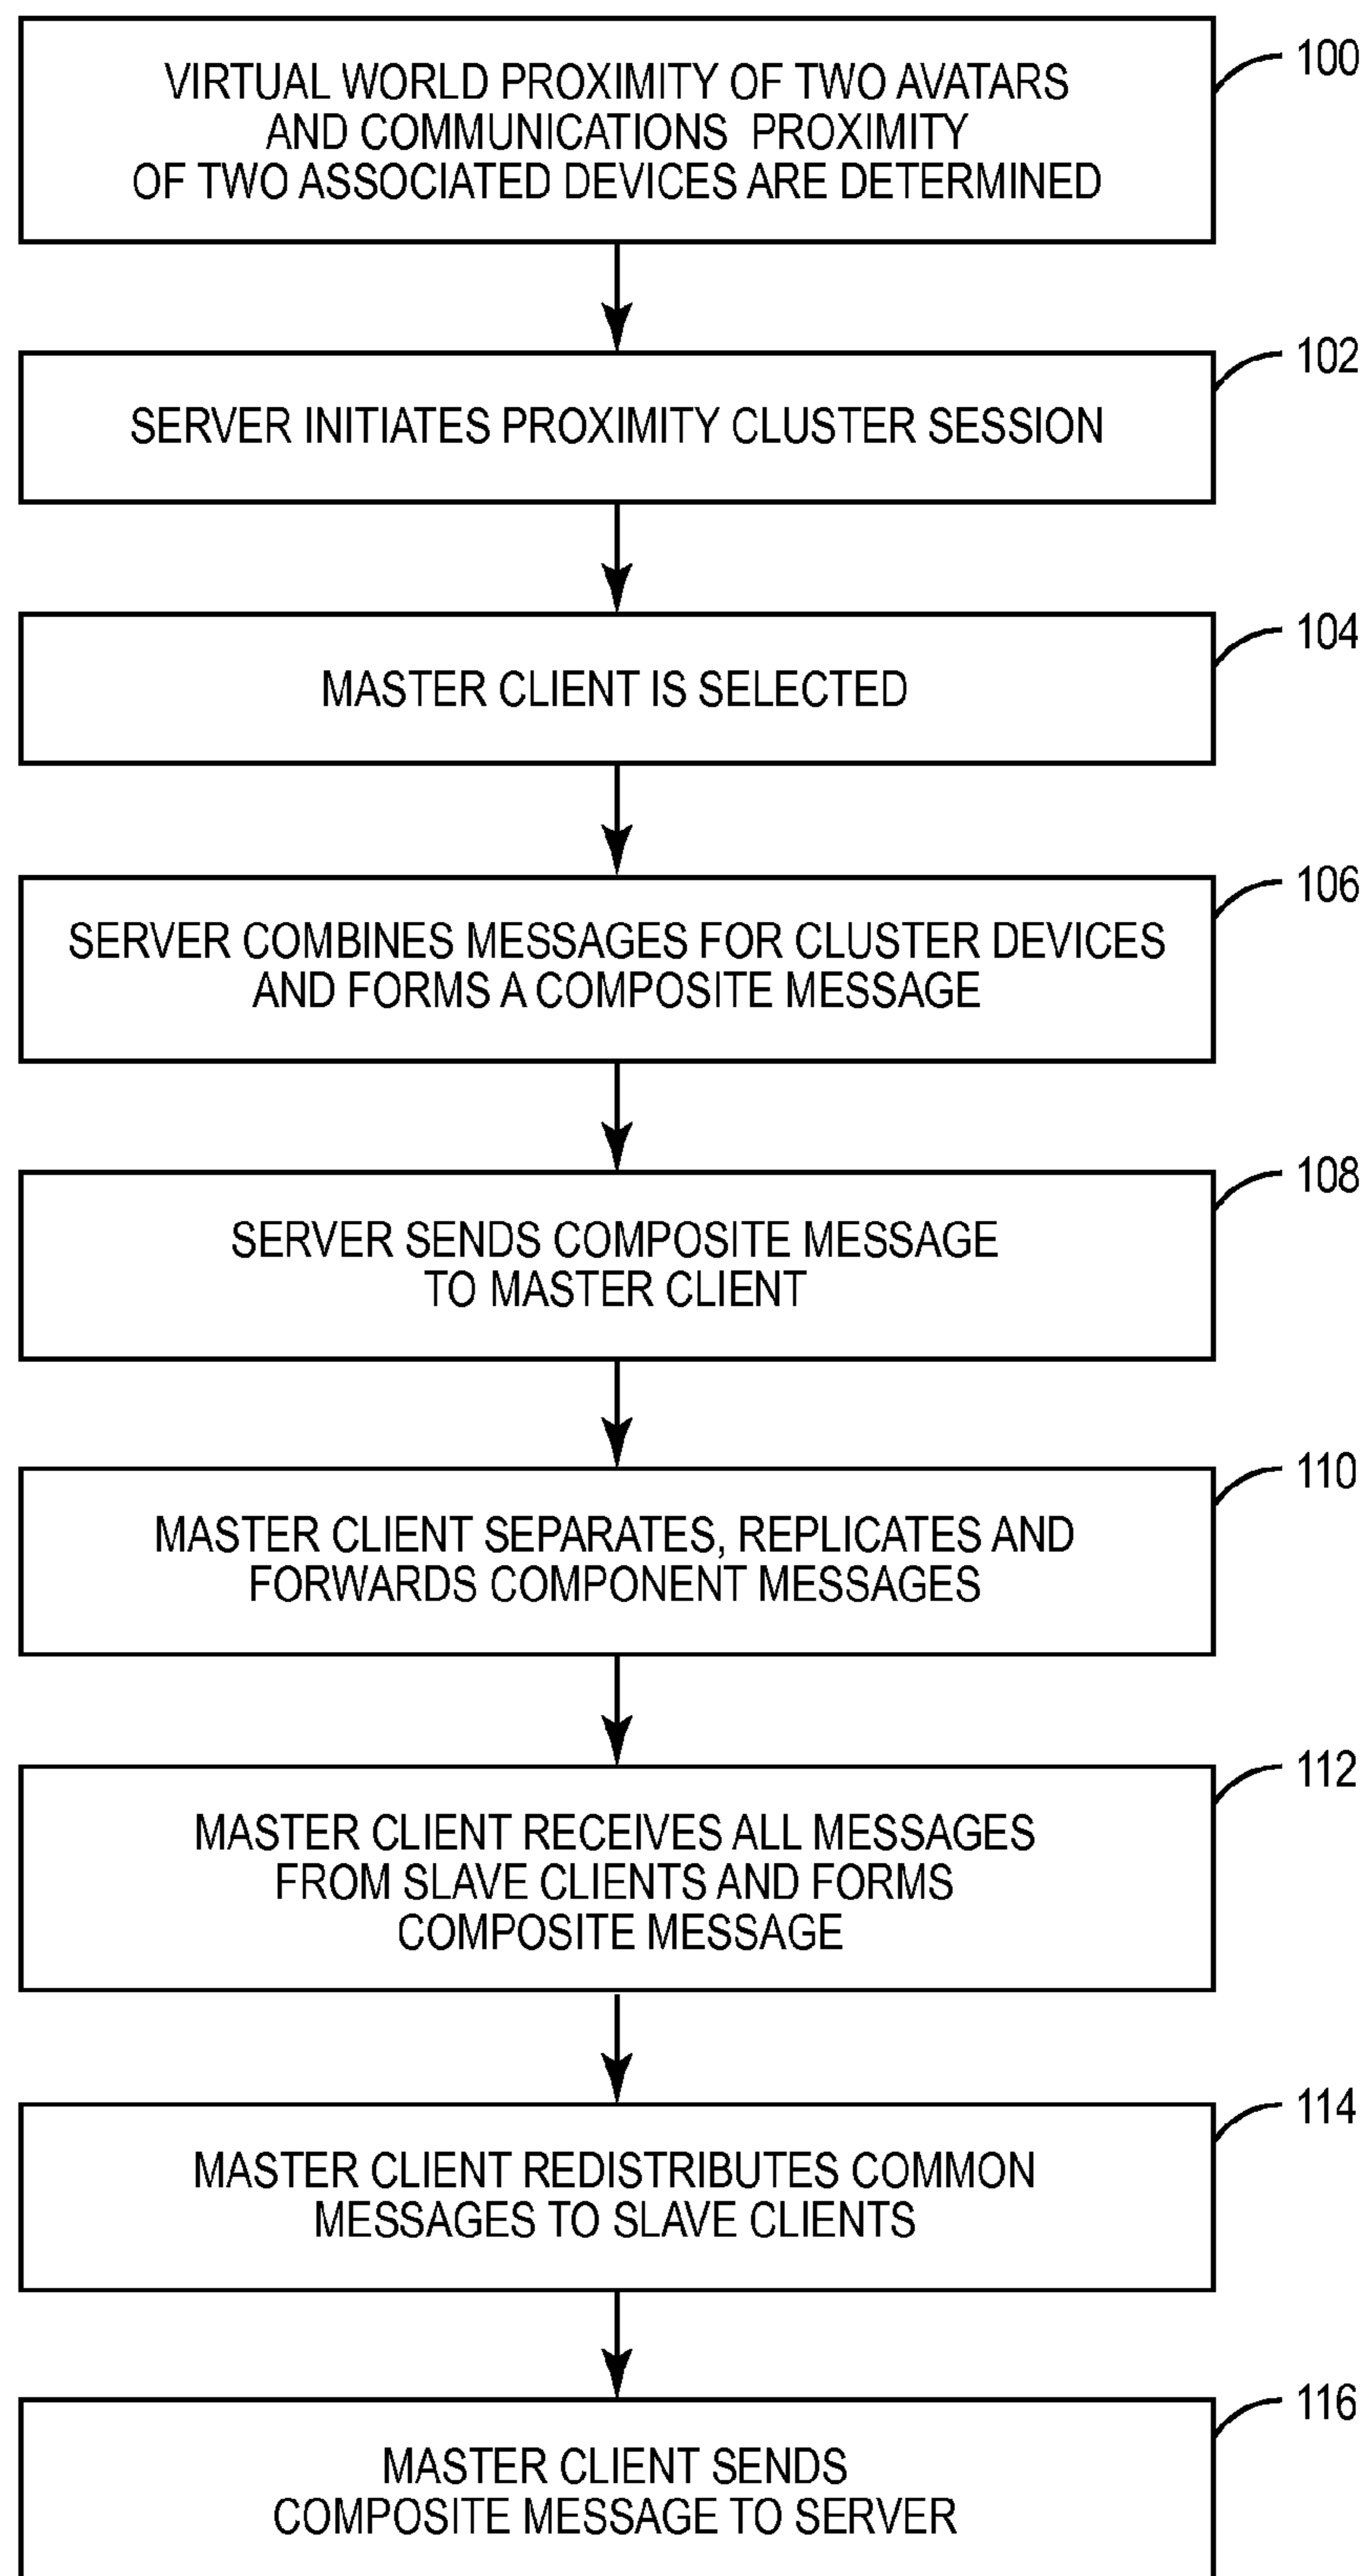 100
VIRTUAL WORLD PROXIMITY OF TWO AVATARS
AND COMMUNICATIONS PROXIMITY
OF TWO ASSOCIATED DEVICES ARE DETERMINED
102
SERVER INITIATES PROXIMITY CLUSTER SESSION
104
MASTER CLIENT IS SELECTED
106
SERVER COMBINES MESSAGES FOR CLUSTER DEVICES
AND FORMS A COMPOSITE MESSAGE
108
SERVER SENDS COMPOSITE MESSAGE
TO MASTER CLIENT
110
MASTER CLIENT SEPARATES, REPLICATES AND
FORWARDS COMPONENT MESSAGES
112
MASTER CLIENT RECEIVES ALL MESSAGES
FROM SLAVE CLIENTS AND FORMS
COMPOSITE MESSAGE
114
MASTER CLIENT REDISTRIBUTES COMMON
MESSAGES TO SLAVE CLIENTS
116
MASTER CLIENT SENDS
COMPOSITE MESSAGE TO SERVER